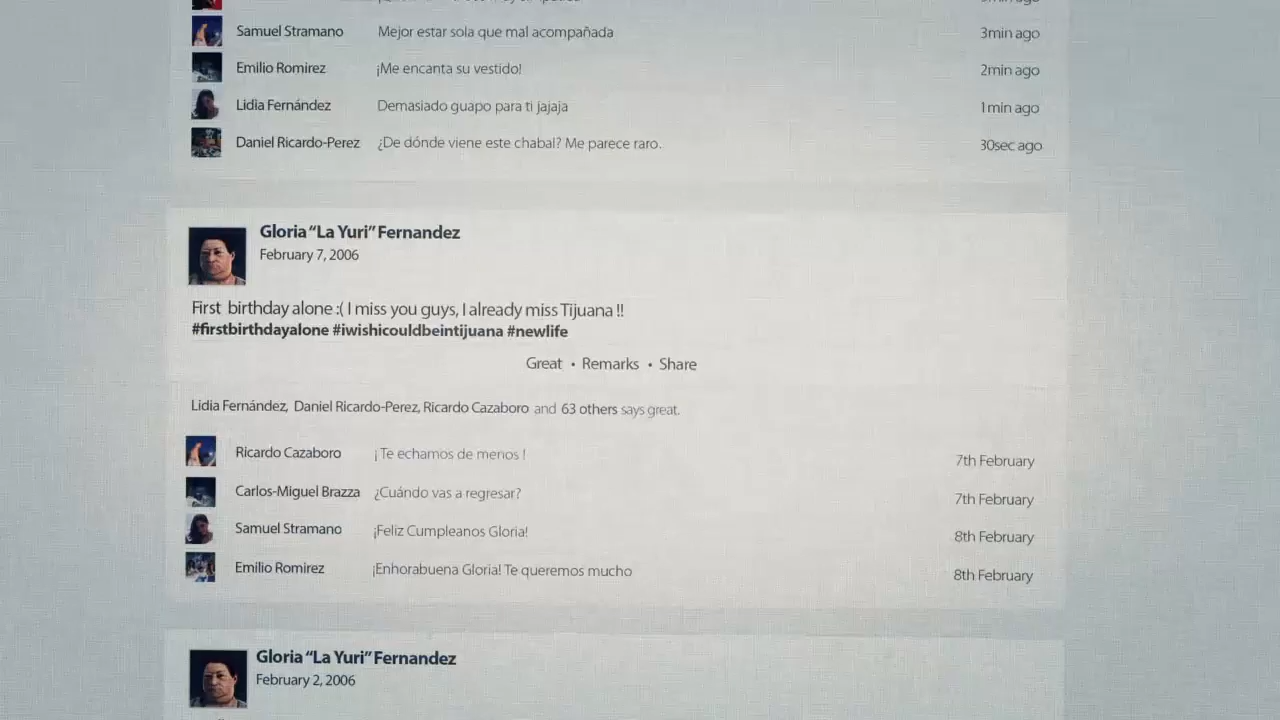 Samuel Stramano Mejor estar sola que mal acompañada 3min ago
Emilio Romirez ¡Me encanta su vestido! 2min ago
Lidia Fernández Demasiado guapo para ti jajaja 1min ago
Daniel Ricardo-Perez ¿De dónde viene este chabal? Me parece raro. 30sec ago
Gloria “La Yuri” Fernandez
February 7, 2006
First birthday alone :( I miss you guys, I already miss Tijuana !!
#firstbirthdayalone #iwishicouldbeintijuana #newlife
Great • Remarks • Share
Lidia Fernández, Daniel Ricardo-Perez, Ricardo Cazaboro and 63 others says great.
Ricardo Cazaboro ¡ Te echamos de menos ! 7th February
Carlos-Miguel Brazza ¿Cuándo vas a regresar? 7th February
Samuel Stramano ¡Feliz Cumpleanos Gloria! 8th February
Emilio Romirez ¡Enhorabuena Gloria! Te queremos mucho 8th February
Gloria “La Yuri” Fernandez
February 2, 2006